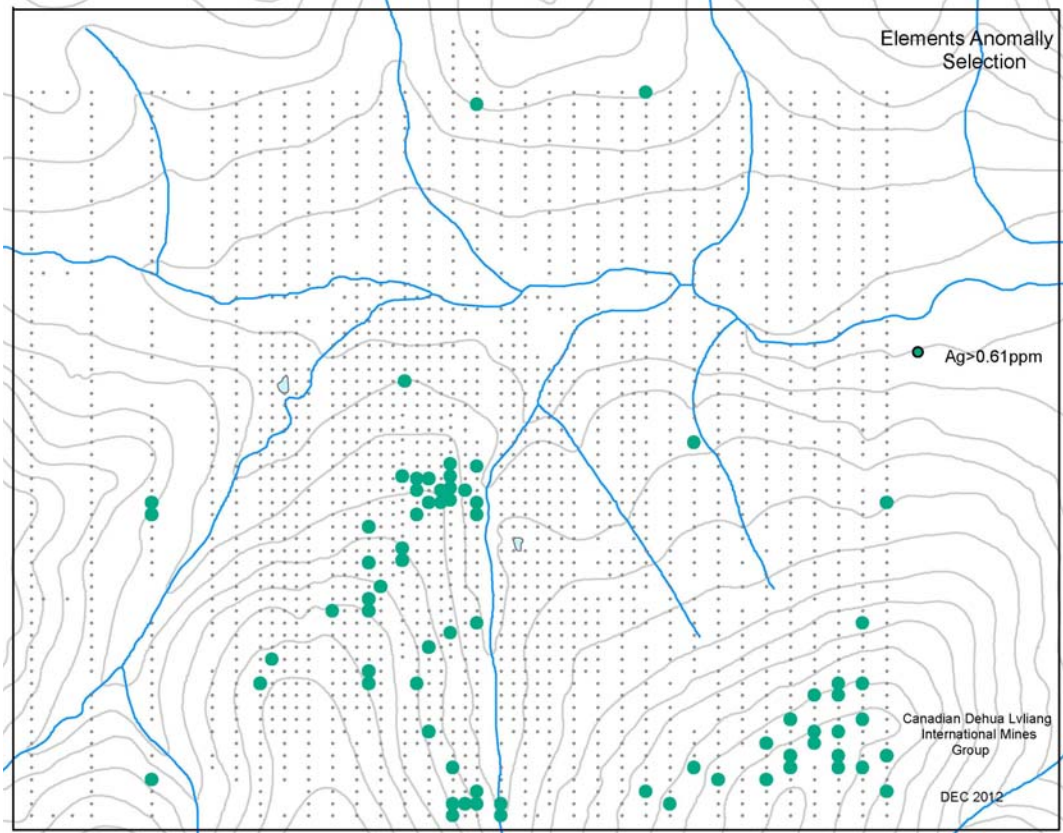 Elements Anomally
Selection
Ag>0.61ppm
Canadian Dehua Lvliang
International Mines
Group
DEC 2012